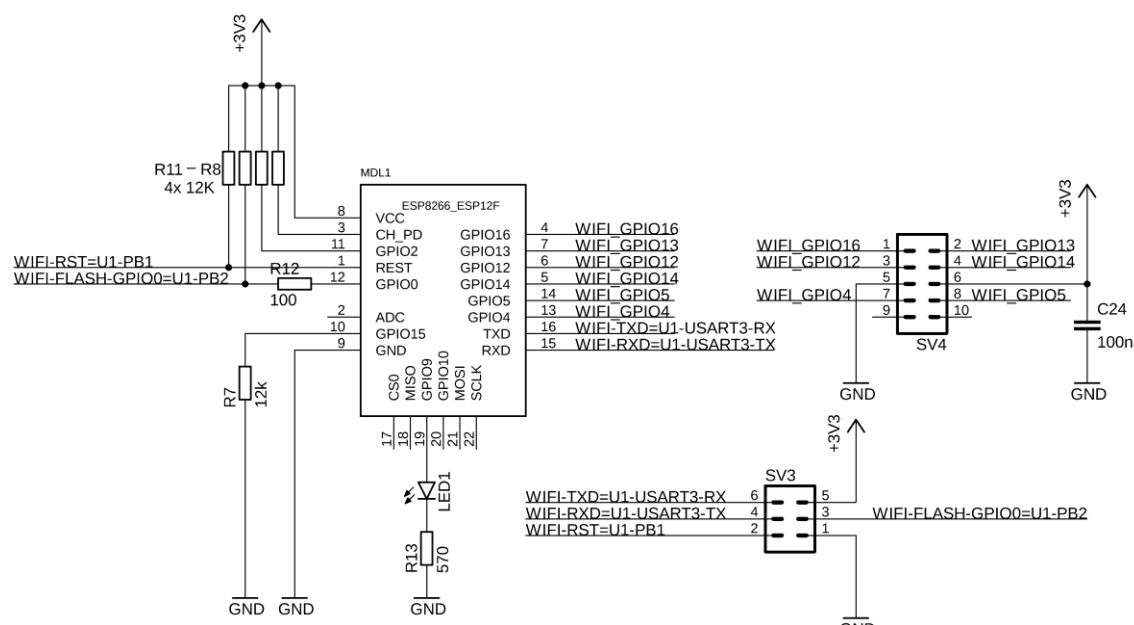 +3V3
R11 – R8
4x 12K
WIFI-RST=U1-PB1
WIFI-FLASH-GPIO0=U1-PB2
R12
100
R7
12k
GND
GND
MDL1
ESP8266_ESP12F
8 VCC
3 CH_PD
11 GPIO2
1 REST
12 GPIO0
2 ADC
10 GPIO15
9 GND
GPIO16 4 WIFI_GPIO16
GPIO13 7 WIFI_GPIO13
GPIO12 6 WIFI_GPIO12
GPIO14 5 WIFI_GPIO14
GPIO5 14 WIFI_GPIO5
GPIO4 13 WIFI_GPIO4
TXD 16 WIFI-TXD=U1-USART3-RX
RXD 15 WIFI-RXD=U1-USART3-TX
CS0 MISO GPIO9 GPIO10 MOSI SCLK
17 18 19 20 21 22
LED1
R13
570
GND
+3V3
WIFI_GPIO16 1 2 WIFI_GPIO13
WIFI_GPIO12 3 4 WIFI_GPIO14
5 6
WIFI_GPIO4 7 8 WIFI_GPIO5
9 10
SV4
C24
100n
GND
GND
+3V3
SV3
WIFI-TXD=U1-USART3-RX 6 5
WIFI-RXD=U1-USART3-TX 4 3 WIFI-FLASH-GPIO0=U1-PB2
WIFI-RST=U1-PB1 2 1
GND